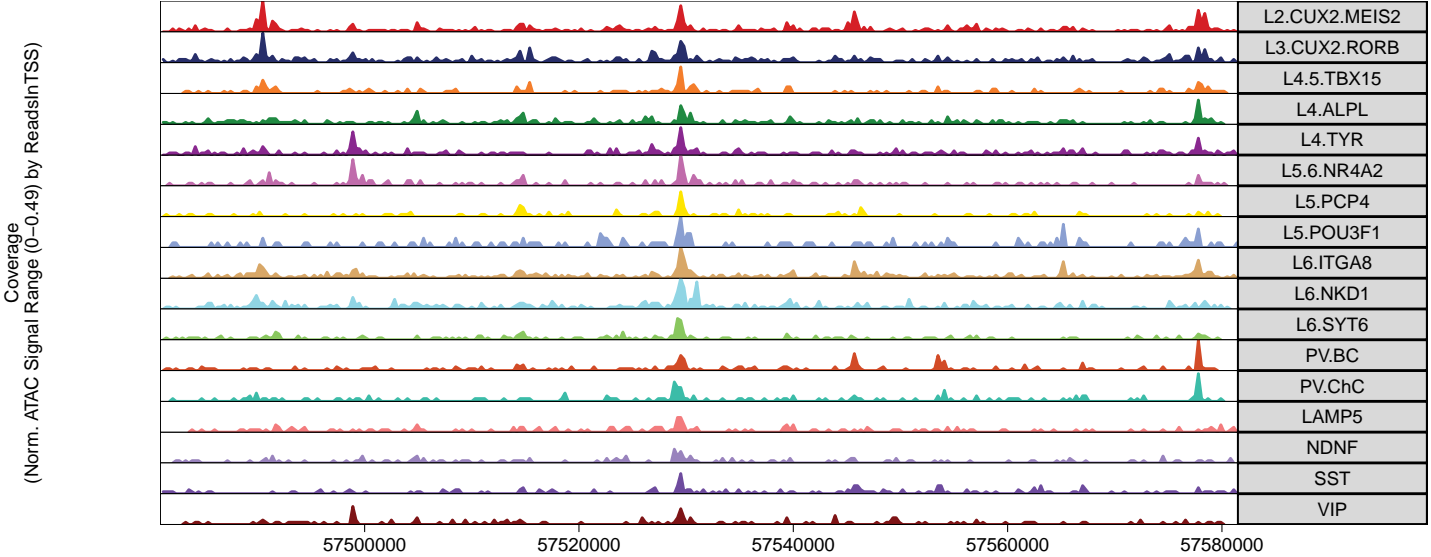 Coverage
(Norm. ATAC Signal Range (0−0.49) by ReadsInTSS)
L2.CUX2.MEIS2
L3.CUX2.RORB
L4.5.TBX15
L4.ALPL
L4.TYR
L5.6.NR4A2
L5.PCP4
L5.POU3F1
L6.ITGA8
L6.NKD1
L6.SYT6
PV.BC
PV.ChC
LAMP5
NDNF
SST
VIP
57500000 57520000 57540000 57560000 57580000